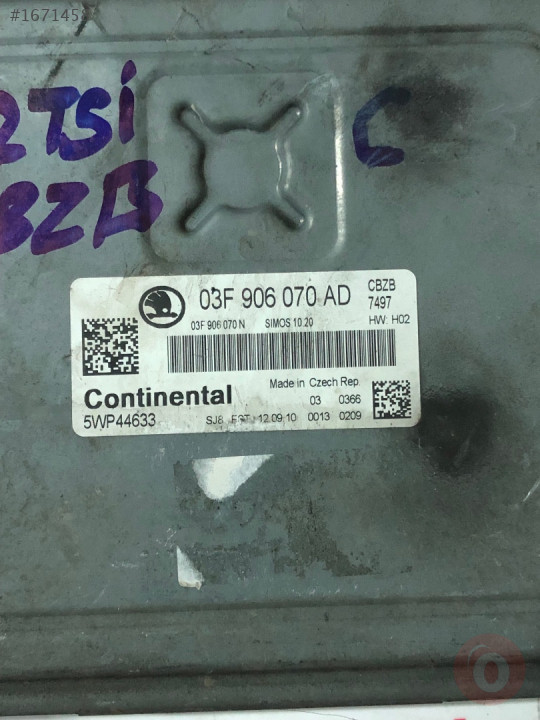 #167145
2 TSİ
BZB
C
03F 906 070 AD
CBZB
7497
03F 906 070 N SIMOS 10.20
HW: H02
Made in Czech Rep.
Continental
03 0366
5WP44633
SJ8 12.09.10 0013 0209